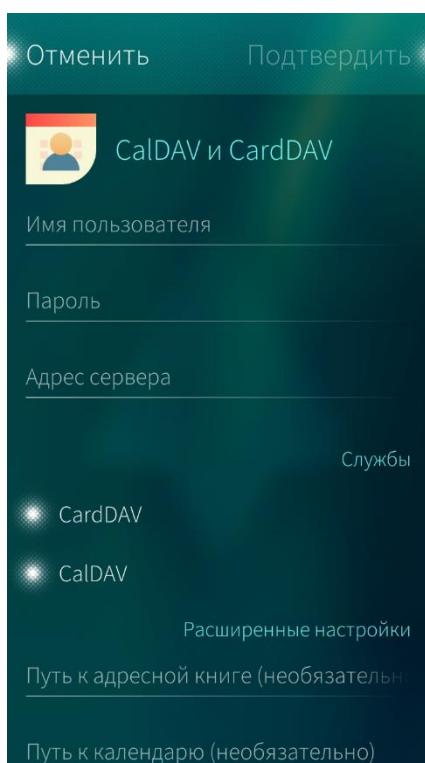 Отменить Подтвердить
CalDAV и CardDAV
Имя пользователя
Пароль
Адрес сервера
Службы
CardDAV
CalDAV
Расширенные настройки
Путь к адресной книге (необязательно
Путь к календарю (необязательно)